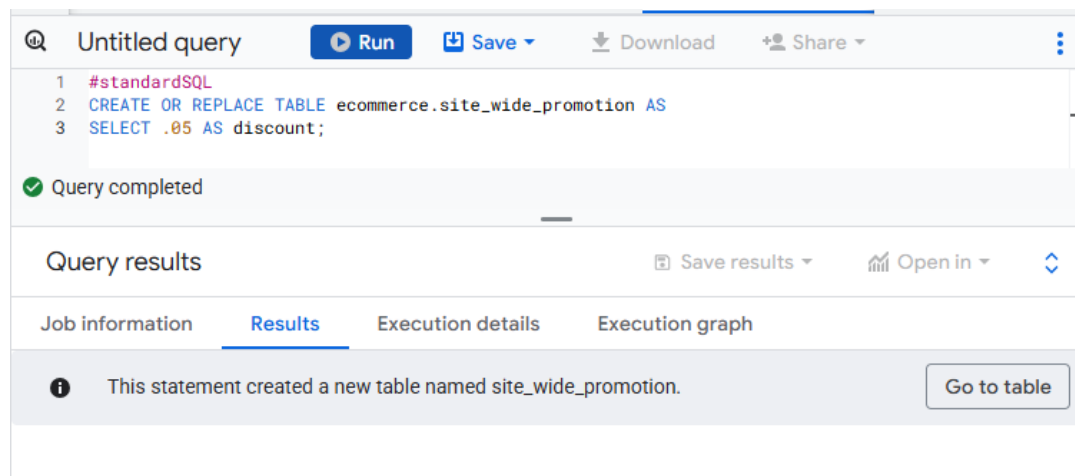 Untitled query Run Save Download Share
1 #standardSQL
2 CREATE OR REPLACE TABLE ecommerce.site_wide_promotion AS
3 SELECT .05 AS discount;
Query completed
Query results Save results Open in
Job information Results Execution details Execution graph
This statement created a new table named site_wide_promotion. Go to table